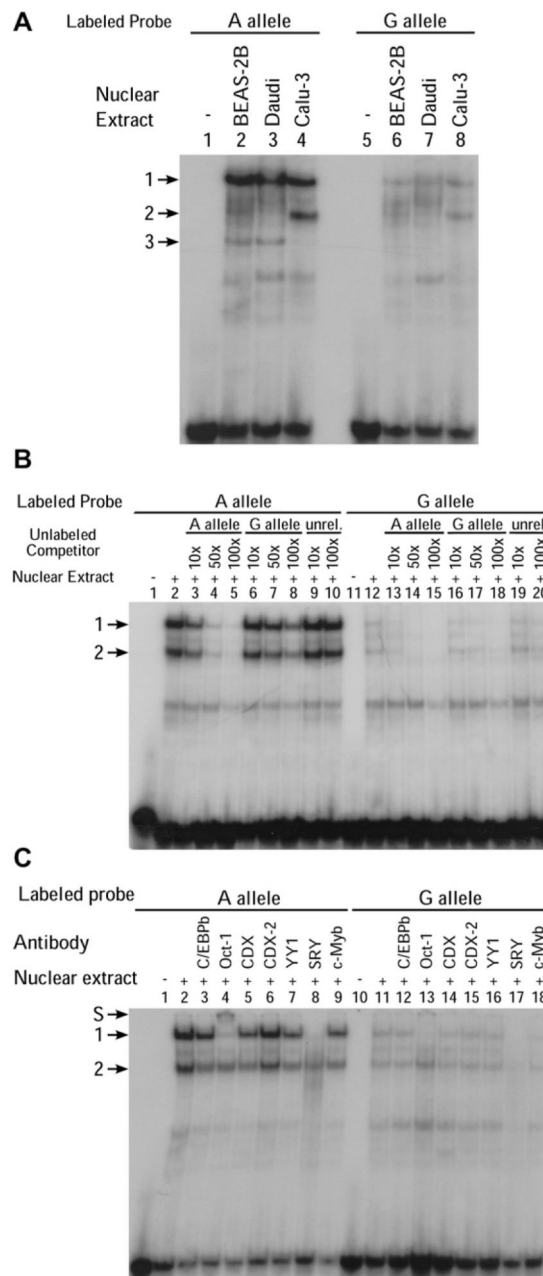 A
Labeled Probe A allele G allele
Nuclear Extract - BEAS-2B Daudi Calu-3 - BEAS-2B Daudi Calu-3
1 2 3 4 5 6 7 8
1
2
3
B
Labeled Probe A allele G allele
Unlabeled Competitor A allele G allele unrel. A allele G allele unrel.
10x 50x 100x 10x 50x 100x 10x 100x 10x 50x 100x 10x 50x 100x 10x 100x
Nuclear Extract - + + + + + + + + + - + + + + + + + + +
1 2 3 4 5 6 7 8 9 10 11 12 13 14 15 16 17 18 19 20
1
2
C
Labeled probe A allele G allele
Antibody C/EBPb Oct-1 CDX CDX-2 YY1 SRY c-Myb C/EBPb Oct-1 CDX CDX-2 YY1 SRY c-Myb
Nuclear extract - + + + + + + + + - + + + + + + + +
1 2 3 4 5 6 7 8 9 10 11 12 13 14 15 16 17 18
S
1
2